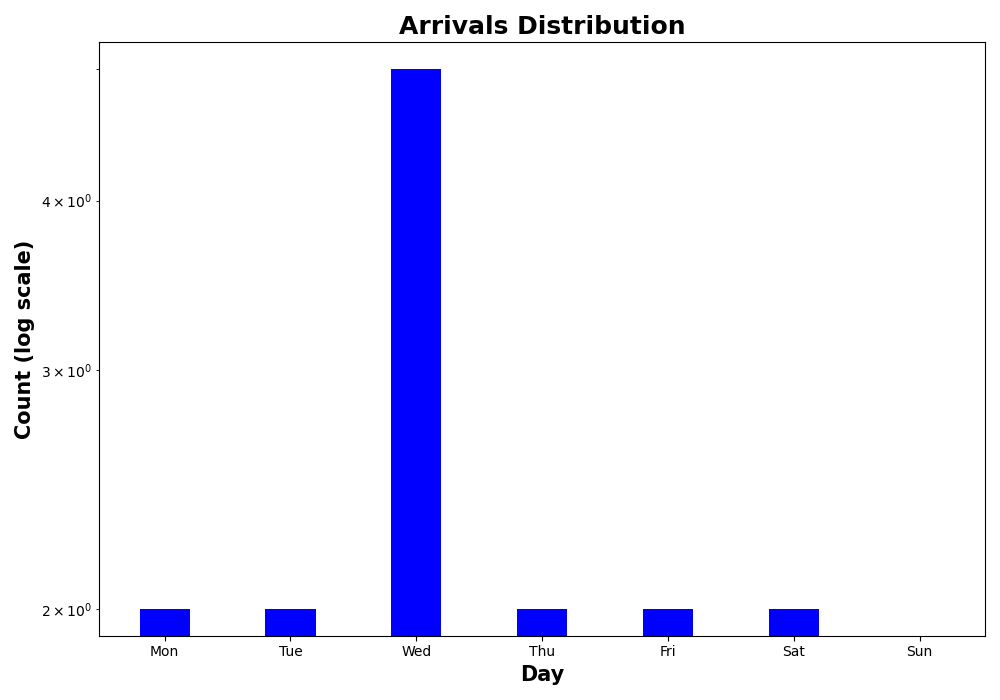 Arrivals Distribution
Count (log scale)
4 × 10⁰
3 × 10⁰
2 × 10⁰
Mon Tue Wed Thu Fri Sat Sun
Day